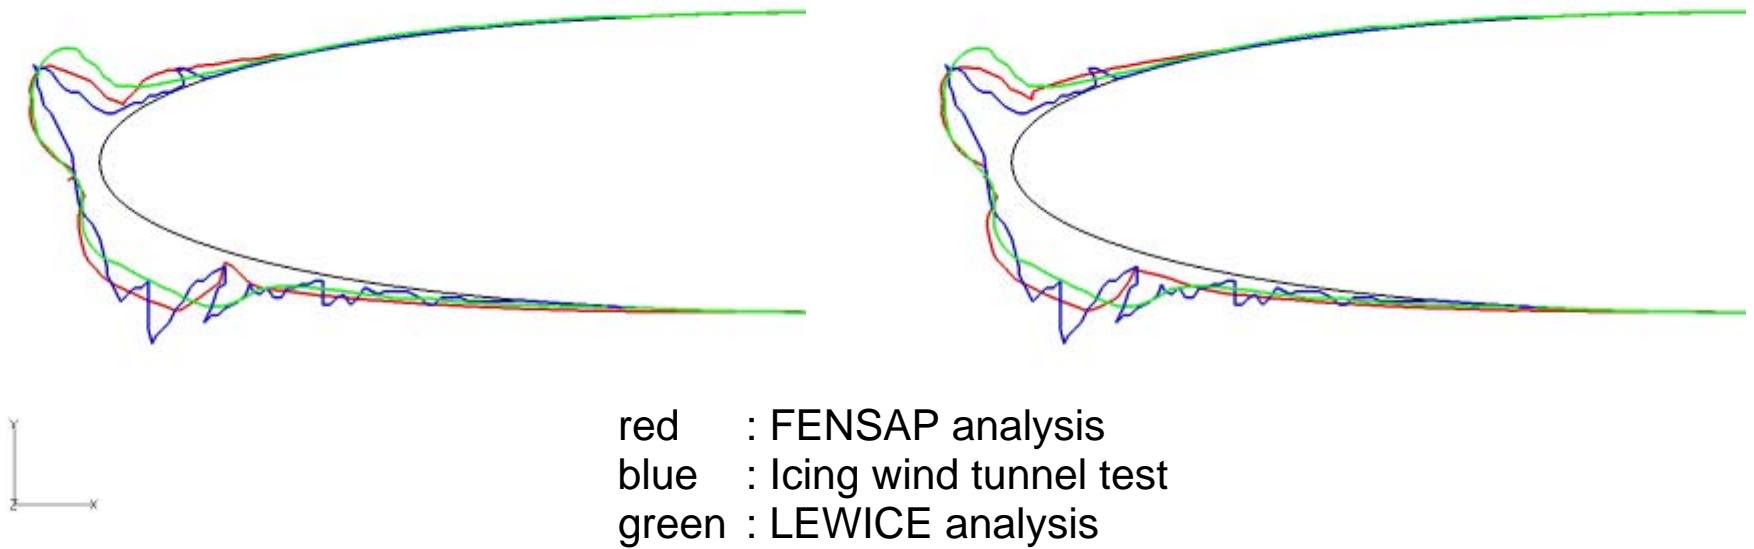 Y
Z X
red : FENSAP analysis
blue : Icing wind tunnel test
green : LEWICE analysis